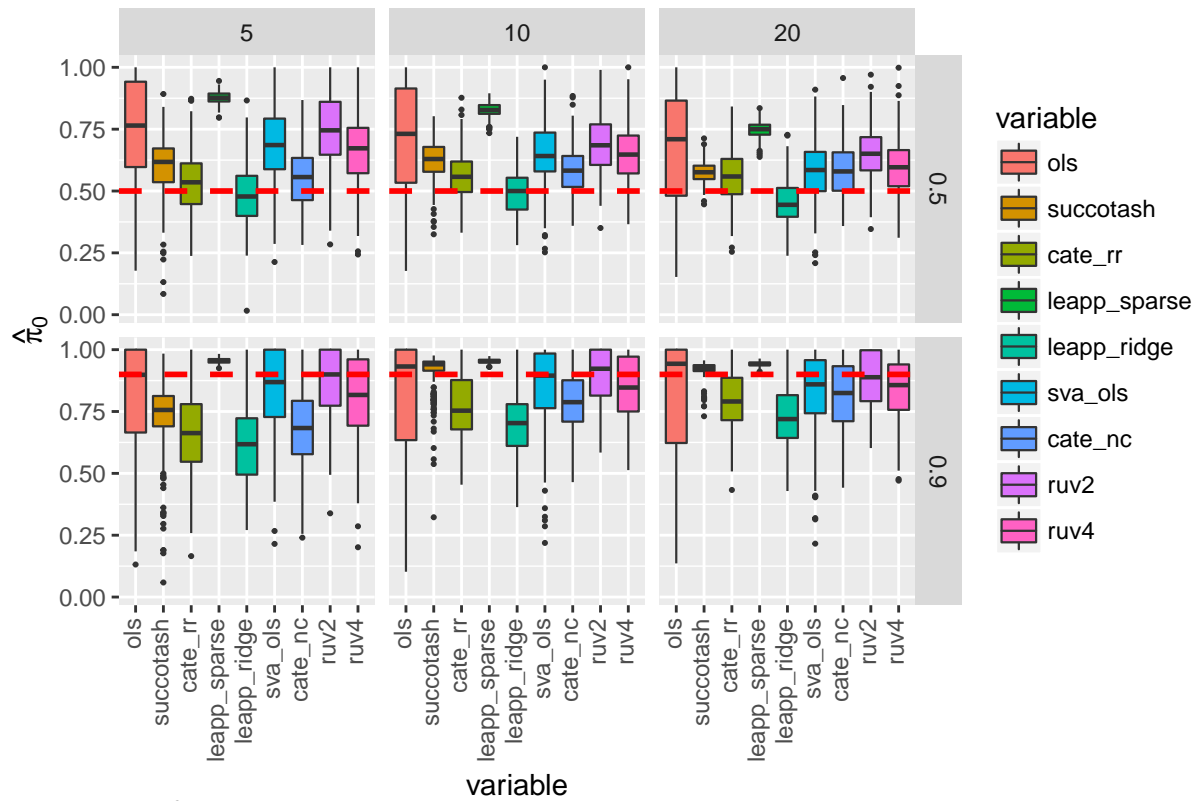 5 10 20
1.00
0.75
0.50
0.25
0.00
0.5
1.00
0.75
0.50
0.25
0.00
0.9
π̂0
ols
succotash
cate_rr
leapp_sparse
leapp_ridge
sva_ols
cate_nc
ruv2
ruv4
ols
succotash
cate_rr
leapp_sparse
leapp_ridge
sva_ols
cate_nc
ruv2
ruv4
ols
succotash
cate_rr
leapp_sparse
leapp_ridge
sva_ols
cate_nc
ruv2
ruv4
variable
variable
ols
succotash
cate_rr
leapp_sparse
leapp_ridge
sva_ols
cate_nc
ruv2
ruv4